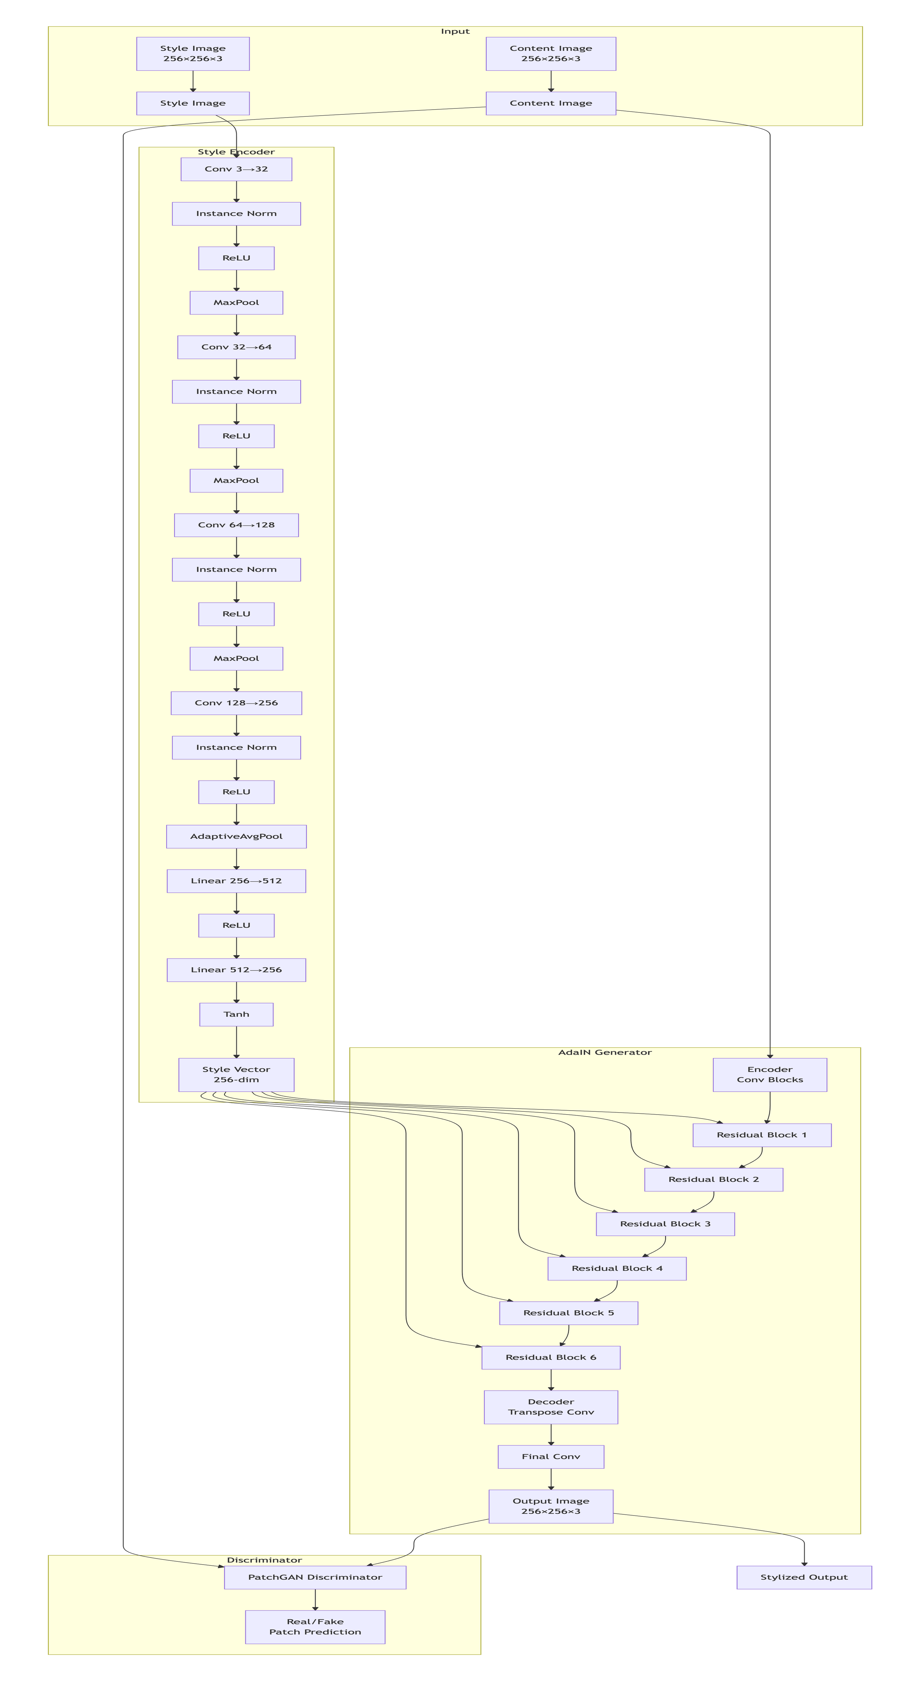 Input
Style Image
256×256×3
Content Image
256×256×3
Style Image
Content Image
Style Encoder
Conv 3→32
Instance Norm
ReLU
MaxPool
Conv 32→64
Instance Norm
ReLU
MaxPool
Conv 64→128
Instance Norm
ReLU
MaxPool
Conv 128→256
Instance Norm
ReLU
AdaptiveAvgPool
Linear 256→512
ReLU
Linear 512→256
Tanh
Style Vector
256-dim
AdaIN Generator
Encoder
Conv Blocks
Residual Block 1
Residual Block 2
Residual Block 3
Residual Block 4
Residual Block 5
Residual Block 6
Decoder
Transpose Conv
Final Conv
Output Image
256×256×3
Discriminator
PatchGAN Discriminator
Real/Fake
Patch Prediction
Stylized Output